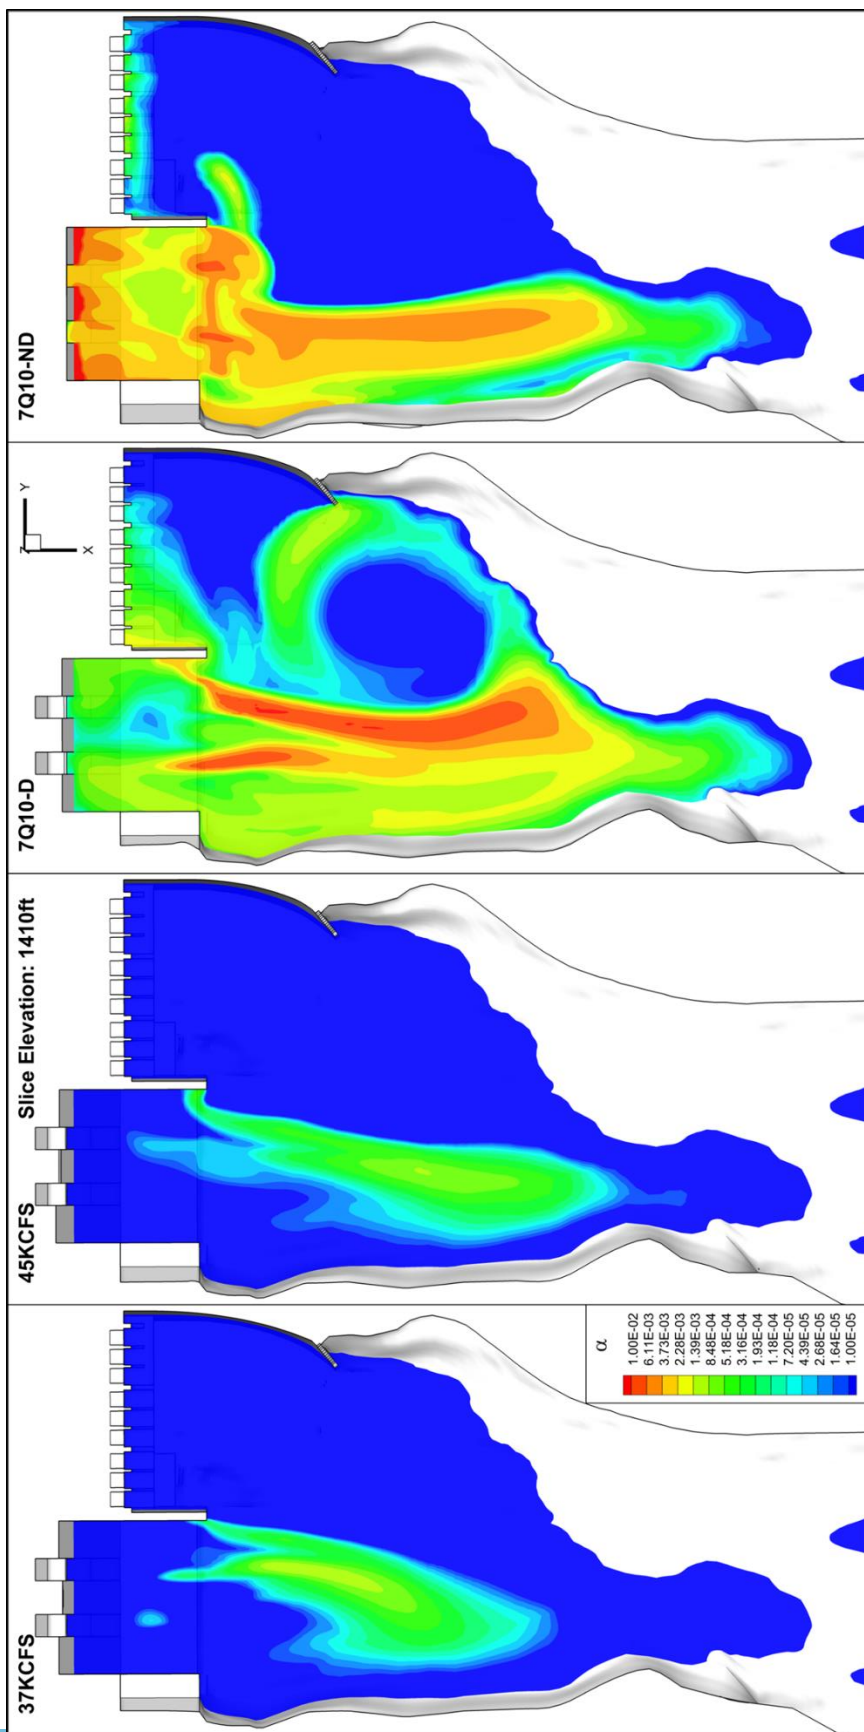 7Q10-ND
7Q10-D
Z
Y
X
45KCFS
Slice Elevation: 1410ft
37KCFS
α
1.00E-02
6.11E-03
3.73E-03
2.28E-03
1.39E-03
8.48E-04
5.18E-04
3.16E-04
1.93E-04
1.18E-04
7.20E-05
4.39E-05
2.68E-05
1.64E-05
1.00E-05